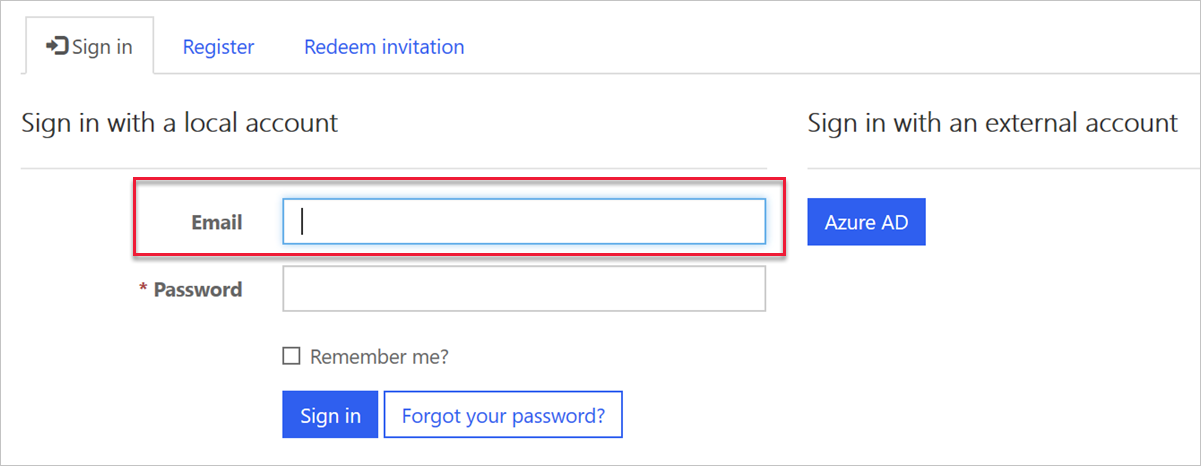 Sign in Register Redeem invitation
Sign in with a local account
Sign in with an external account
Email
Azure AD
* Password
Remember me?
Sign in Forgot your password?